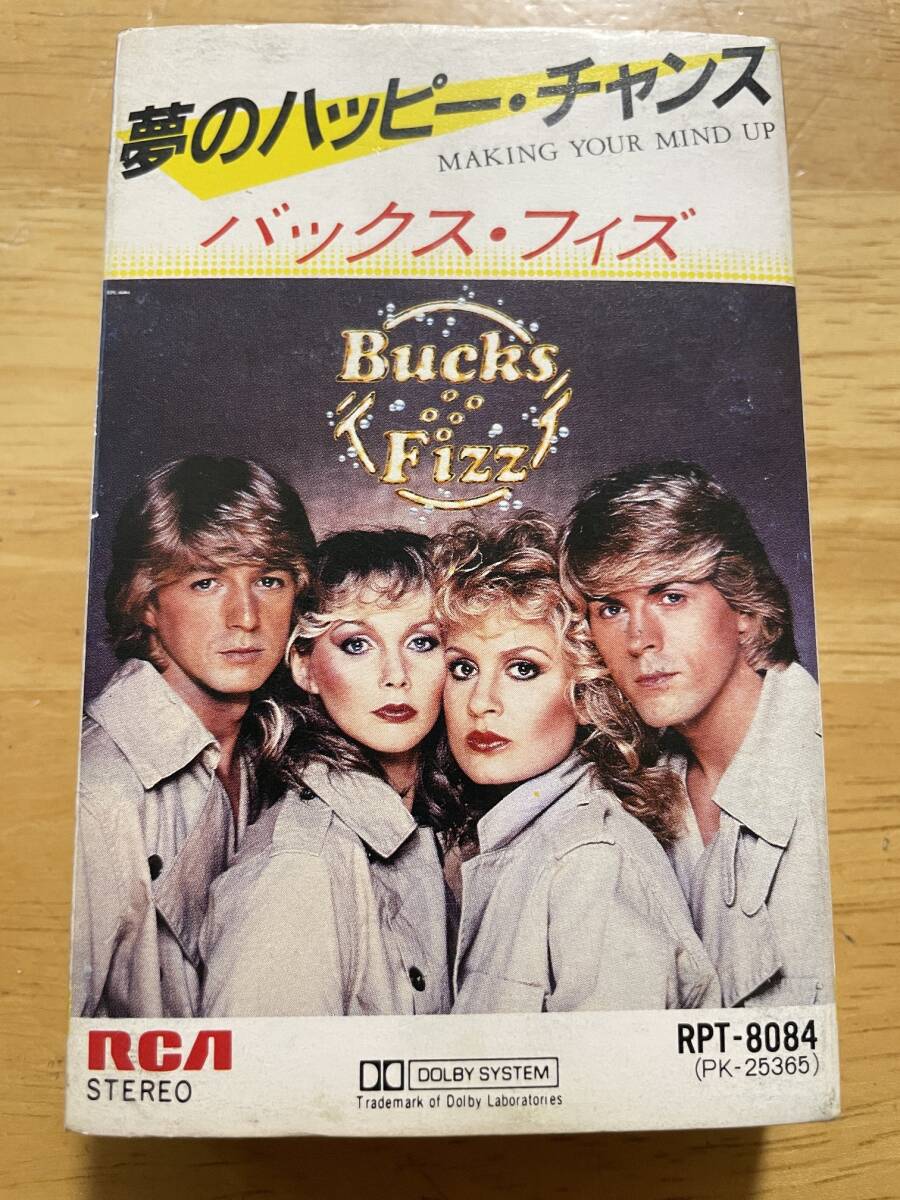 夢のハッピー・チャンス
MAKING YOUR MIND UP
バックス・フィズ
Bucks
Fizz
RCA
STEREO
DOLBY SYSTEM
Trademark of Dolby Laboratories
RPT-8084
(PK-25365)